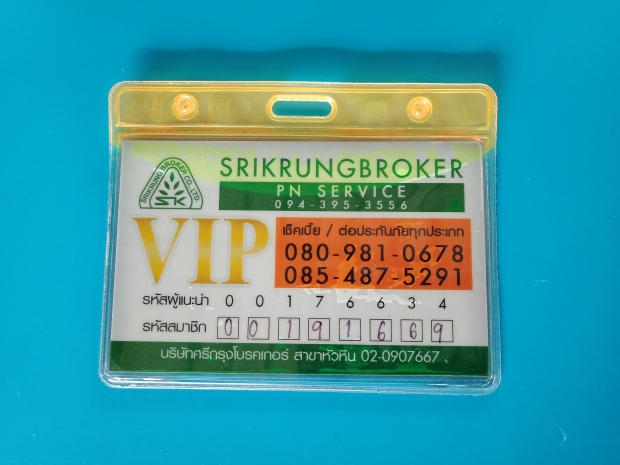 SRIKRUNG BROKER CO., LTD.
SK
SRIKRUNGBROKER
PN SERVICE
094-395-3556
VIP
เช็คเบี้ย / ต่อประกันภัยทุกประเภท
080-981-0678
085-487-5291
รหัสผู้แนะนำ 0 0 1 7 6 6 3 4
รหัสสมาชิก 0 0 1 9 1 6 6 9
บริษัทศรีกรุงโบรคเกอร์ สาขาหัวหิน 02-0907667